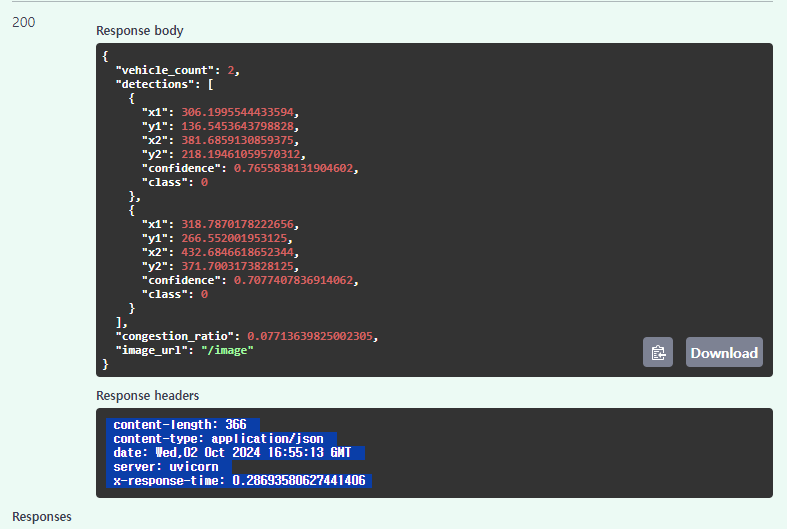 200
Response body
{
"vehicle_count": 2,
"detections": [
{
"x1": 306.1995544433594,
"y1": 136.5453643798828,
"x2": 381.6859130859375,
"y2": 218.19461059570312,
"confidence": 0.7655838131904602,
"class": 0
},
{
"x1": 318.7870178222656,
"y1": 266.552001953125,
"x2": 432.6846618652344,
"y2": 371.7003173828125,
"confidence": 0.7077407836914062,
"class": 0
}
],
"congestion_ratio": 0.07713639825002305,
"image_url": "/image"
}
Download
Response headers
content-length: 366
content-type: application/json
date: Wed,02 Oct 2024 16:55:13 GMT
server: uvicorn
x-response-time: 0.28693580627441406
Responses